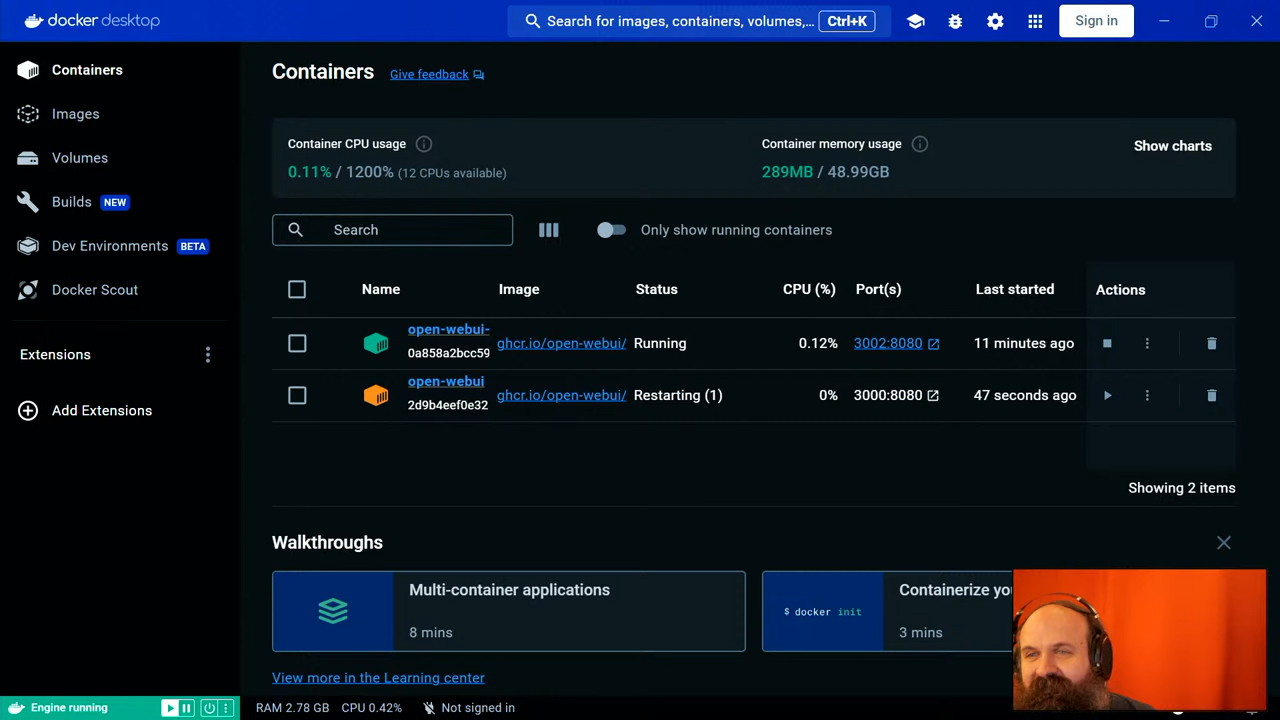 docker desktop
Search for images, containers, volumes,... Ctrl+K
Sign in
Containers
Images
Volumes
Builds NEW
Dev Environments BETA
Docker Scout
Extensions
Add Extensions
Containers Give feedback
Container CPU usage
0.11% / 1200% (12 CPUs available)
Container memory usage
289MB / 48.99GB
Show charts
Search
Only show running containers
Name Image Status CPU (%) Port(s) Last started Actions
open-webui-
0a858a2bcc59
ghcr.io/open-webui/ Running 0.12% 3002:8080 11 minutes ago
open-webui
2d9b4eef0e32
ghcr.io/open-webui/ Restarting (1) 0% 3000:8080 47 seconds ago
Showing 2 items
Walkthroughs
Multi-container applications
8 mins
$ docker init
Containerize yo
3 mins
View more in the Learning center
Engine running
RAM 2.78 GB CPU 0.42% Not signed in